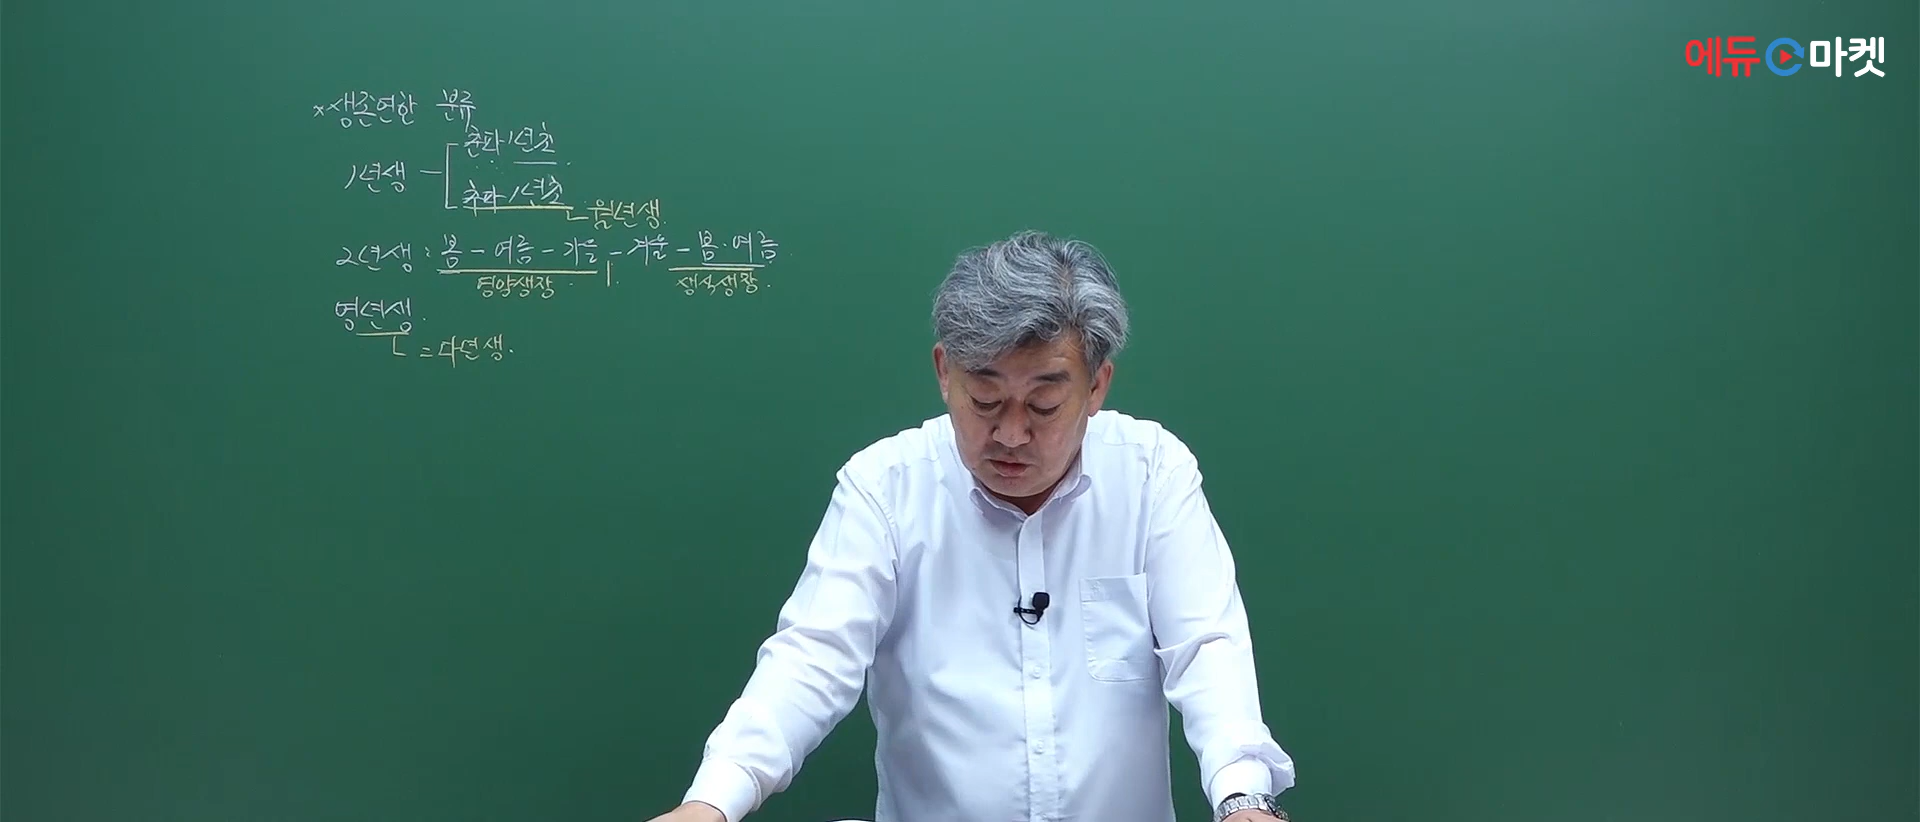 에듀 마켓
* 생존연한 분류
1년생 춘파 1년초
추파 1년초
월년생.
2년생 : 봄 - 여름 - 가을 - 겨울 - 봄 · 여름.
영양생장 생식생장.
영년생.
= 다년생.